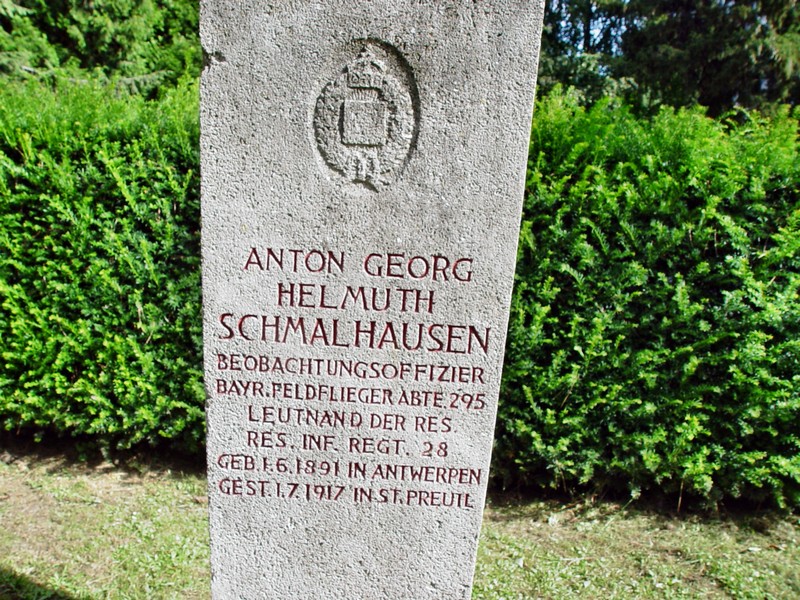 ANTON GEORG
HELMUTH
SCHMALHAUSEN
BEOBACHTUNGSOFFIZIER
BAYR. FELDFLIEGER ABTE 295
LEUTNAND DER RES
RES. INF. REGT. 28
GEB. 1. 6. 1891 IN ANTWERPEN
GEST. 1. 7. 1917 IN ST. PREUIL